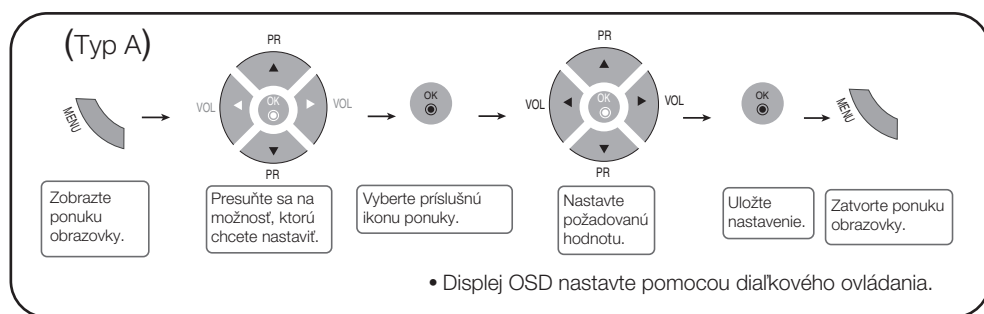 (Typ A)
MENU
PR
VOL
OK
VOL
PR
OK
PR
VOL
OK
VOL
PR
OK
MENU
Zobrazte
ponuku
obrazovky.
Presuňte sa na
možnosť, ktorú
chcete nastaviť.
Vyberte príslušnú
ikonu ponuky.
Nastavte
požadovanú
hodnotu.
Uložte
nastavenie.
Zatvorte ponuku
obrazovky.
• Displej OSD nastavte pomocou diaľkového ovládania.